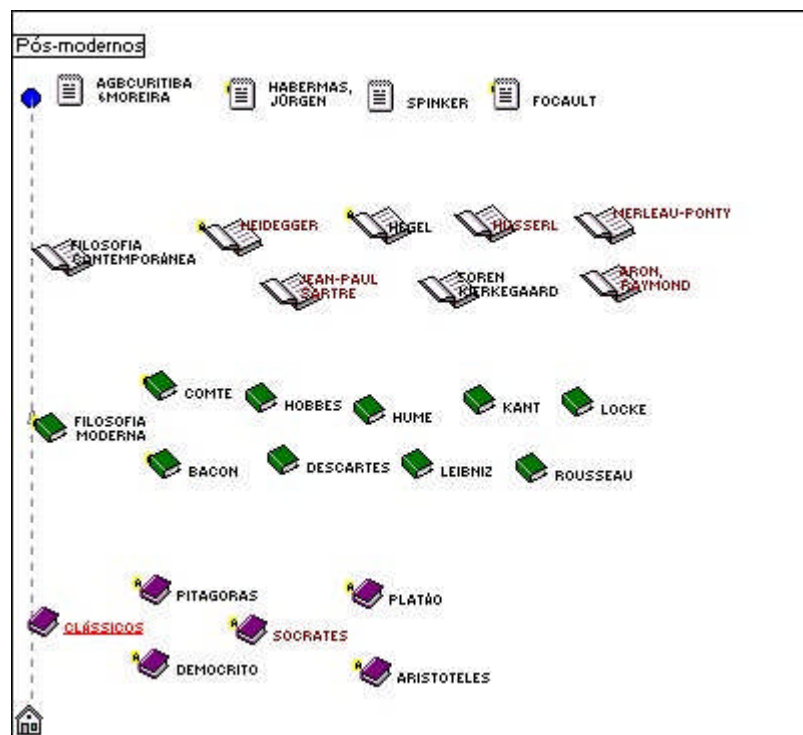 Pós-modernos
AGBCURITIBA
&MOREIRA
HABERMAS,
JÜRGEN
SPINKER
FOCAULT
FILOSOFIA
CONTEMPORÂNEA
HEIDEGGER
HEGEL
HUSSERL
MERLEAU-PONTY
JEAN-PAUL
SARTRE
SOREN
KIERKEGAARD
ARON,
RAYMOND
FILOSOFIA
MODERNA
COMTE
HOBBES
HUME
KANT
LOCKE
BACON
DESCARTES
LEIBNIZ
ROUSSEAU
CLÁSSICOS
PITAGORAS
PLATÃO
SOCRATES
DEMOCRITO
ARISTOTELES